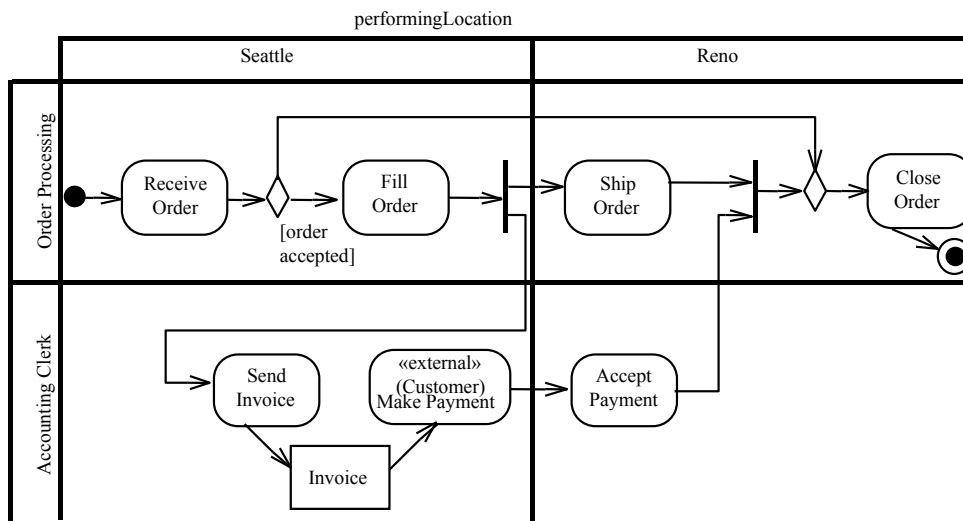 performingLocation
Seattle
Reno
Order Processing
Receive
Order
[order
accepted]
Fill
Order
Ship
Order
Close
Order
Accounting Clerk
Send
Invoice
Invoice
«external»
(Customer)
Make Payment
Accept
Payment